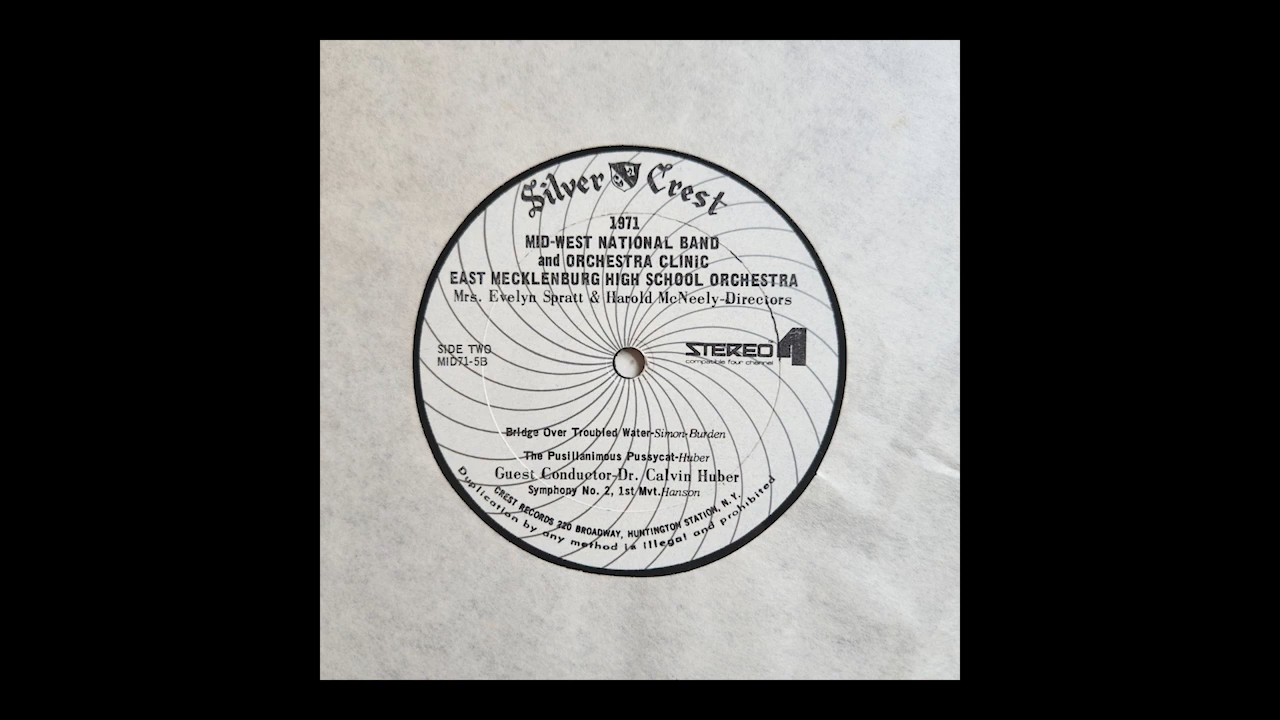 Silver Crest
1971
MID-WEST NATIONAL BAND
and ORCHESTRA CLINIC
EAST MECKLENBURG HIGH SCHOOL ORCHESTRA
Mrs. Evelyn Spratt & Harold McNeely-Directors
SIDE TWO
MID71-5B
STEREO 4
compatible four channel
Bridge Over Troubled Water-Simon-Burden
The Pusillanimous Pussycat-Huber
Guest Conductor-Dr. Calvin Huber
Symphony No. 2, 1st Mvt.Hanson
CREST RECORDS 220 BROADWAY, HUNTINGTON STATION, N.Y.
Duplication by any method is illegal and prohibited